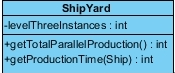 ShipYard
-levelThreeInstances : int
+getTotalParallelProduction() : int
+getProductionTime(Ship) : int